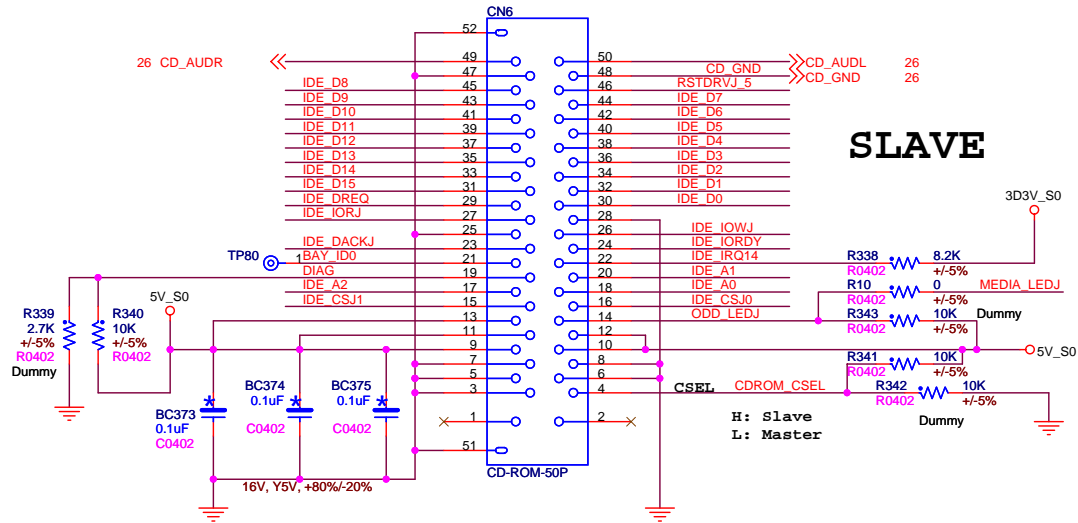 CN6
52
26 CD_AUDR 49 50 CD_AUDL 26
47 48 CD_GND CD_GND 26
IDE_D8 45 46 RSTDRVJ_5
IDE_D9 43 44 IDE_D7
IDE_D10 41 42 IDE_D6
IDE_D11 39 40 IDE_D5
IDE_D12 37 38 IDE_D4
IDE_D13 35 36 IDE_D3
IDE_D14 33 34 IDE_D2
IDE_D15 31 32 IDE_D1
IDE_DREQ 29 30 IDE_D0
IDE_IORJ 27 28
25 26 IDE_IOWJ
IDE_DACKJ 23 24 IDE_IORDY
TP80 1 BAY_ID0 21 22 IDE_IRQ14
DIAG 19 20 IDE_A1
IDE_A2 17 18 IDE_A0
IDE_CSJ1 15 16 IDE_CSJ0
13 14 ODD_LEDJ
11 12
9 10
7 8
5 6
3 4 CSEL CDROM_CSEL
1 2
51
CD-ROM-50P
SLAVE
3D3V_S0
R338 8.2K
R0402 +/-5%
R10 0 MEDIA_LEDJ
R0402 +/-5%
Dummy
R343 10K
R0402 +/-5%
5V_S0
R341 10K
R0402 +/-5%
R342 10K
R0402 +/-5%
Dummy
H: Slave
L: Master
R339
2.7K
+/-5%
R0402
Dummy
R340
10K
+/-5%
R0402
5V_S0
BC373
0.1uF
C0402
BC374
0.1uF
C0402
BC375
0.1uF
C0402
16V, Y5V, +80%/-20%